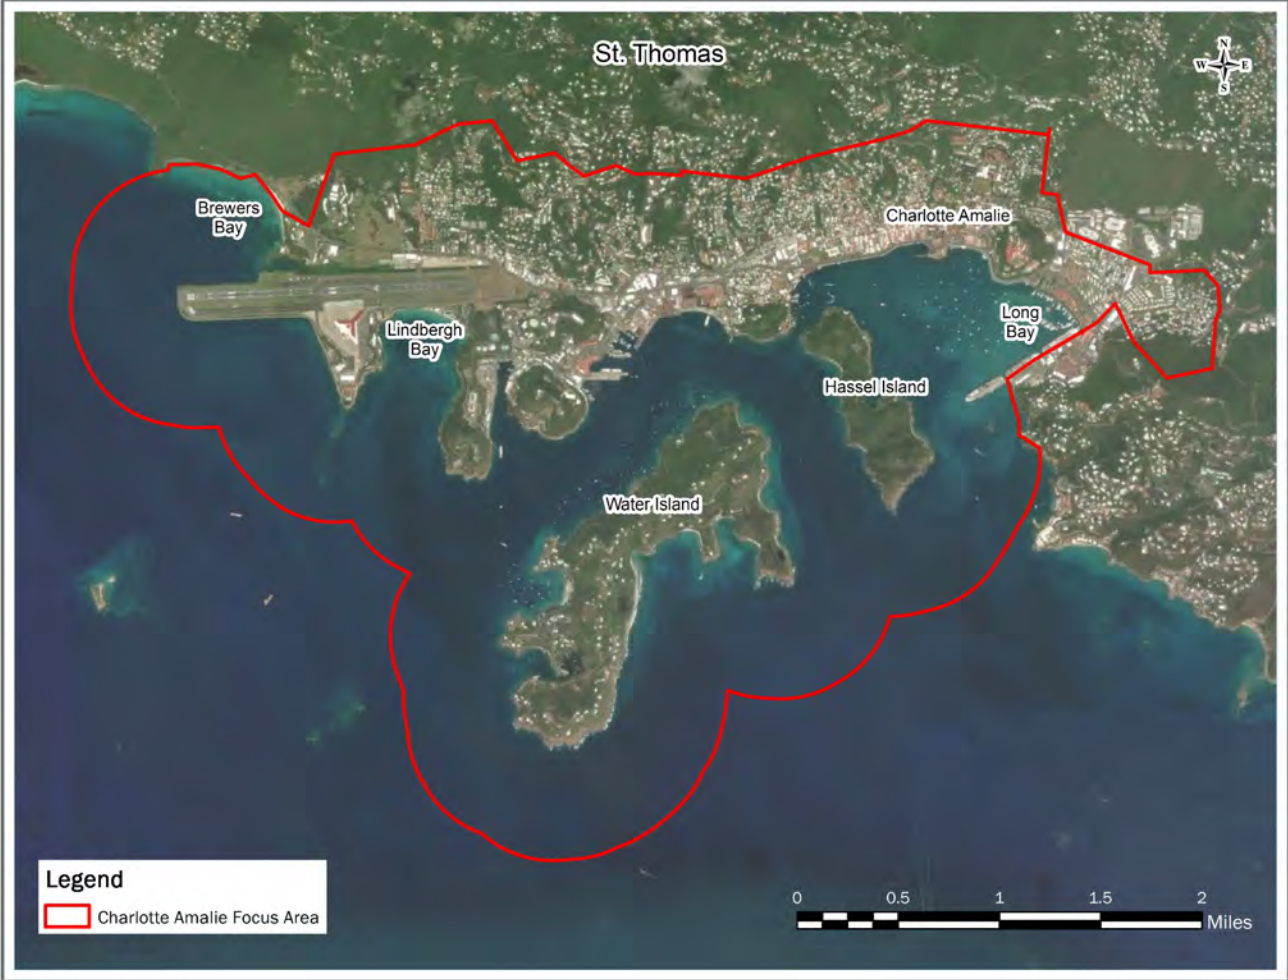 St. Thomas
N
W E
S
Brewers
Bay
Charlotte Amalie
Lindbergh
Bay
Long
Bay
Hassel Island
Water Island
Legend
Charlotte Amalie Focus Area
0 0.5 1 1.5 2
Miles